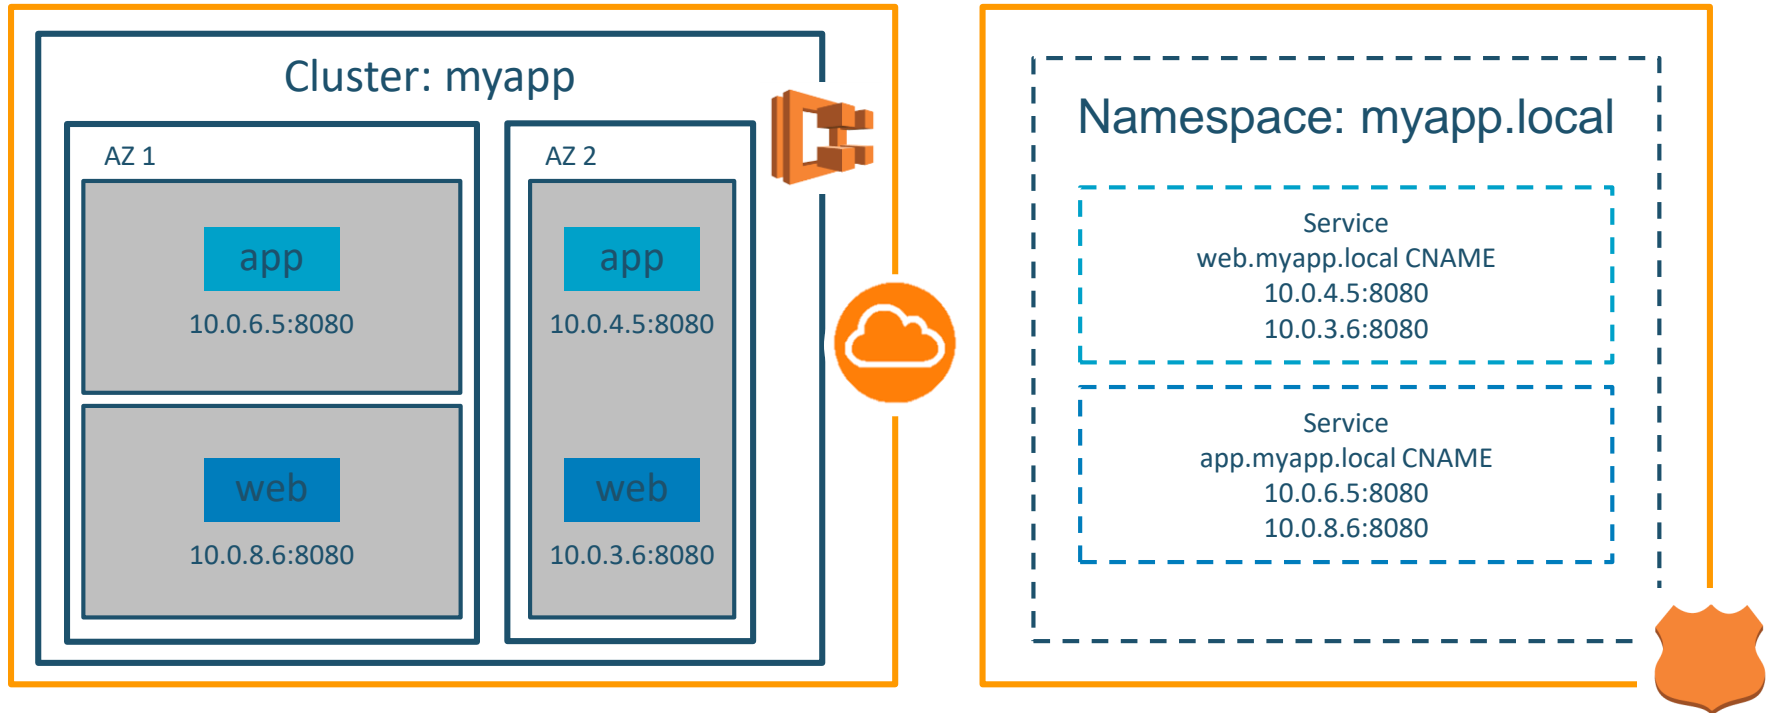 Cluster: myapp
AZ 1
app
10.0.6.5:8080
web
10.0.8.6:8080
AZ 2
app
10.0.4.5:8080
web
10.0.3.6:8080
Namespace: myapp.local
Service
web.myapp.local CNAME
10.0.4.5:8080
10.0.3.6:8080
Service
app.myapp.local CNAME
10.0.6.5:8080
10.0.8.6:8080